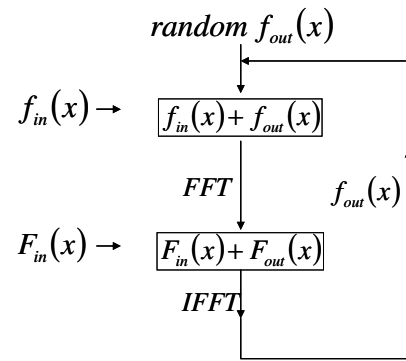 random f_out(x)
f_in(x) → f_in(x) + f_out(x)
FFT
f_out(x)
F_in(x) → F_in(x) + F_out(x)
IFFT